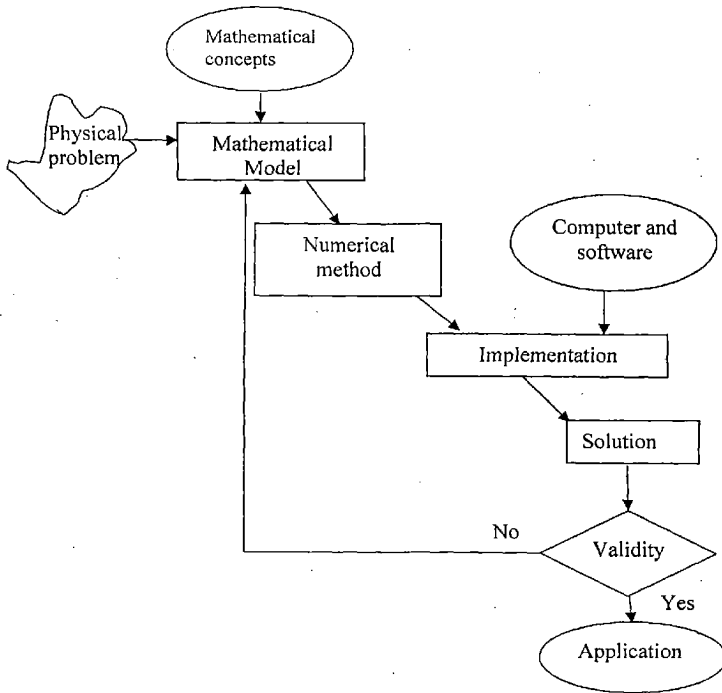 Mathematical
concepts
Physical
problem
Mathematical
Model
Numerical
method
Computer and
software
Implementation
Solution
No
Validity
Yes
Application